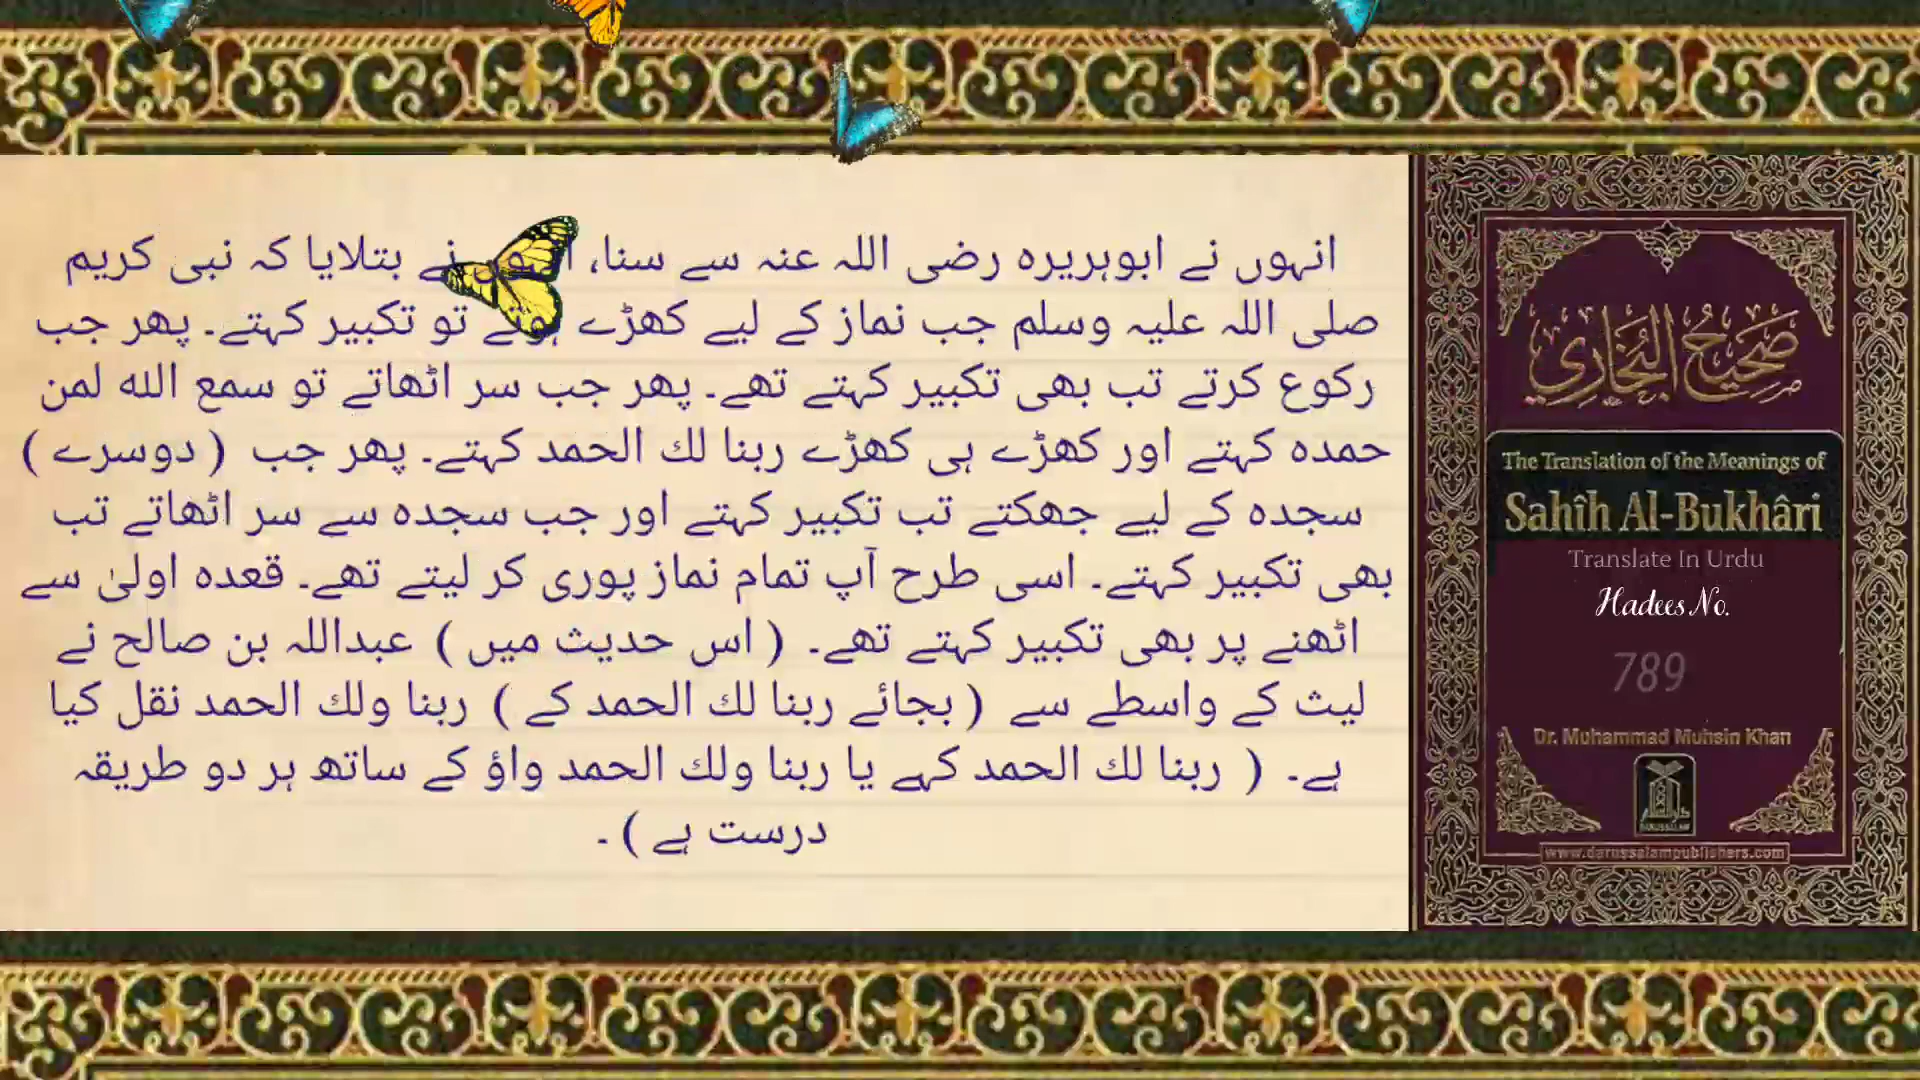 انہوں نے ابوہریرہ رضی اللہ عنہ سے سنا، انہوں نے بتلایا کہ نبی کریم
صلی اللہ علیہ وسلم جب نماز کے لیے کھڑے ہوتے تو تکبیر کہتے۔ پھر جب
رکوع کرتے تب بھی تکبیر کہتے تھے۔ پھر جب سر اٹھاتے تو سمع الله لمن
حمدہ کہتے اور کھڑے ہی کھڑے ربنا لك الحمد کہتے۔ پھر جب ( دوسرے )
سجدہ کے لیے جھکتے تب تکبیر کہتے اور جب سجدہ سے سر اٹھاتے تب
بھی تکبیر کہتے۔ اسی طرح آپ تمام نماز پوری کر لیتے تھے۔ قعدہ اولیٰ سے
اٹھنے پر بھی تکبیر کہتے تھے۔ ( اس حدیث میں ) عبداللہ بن صالح نے
لیث کے واسطے سے ( بجائے ربنا لك الحمد کے ) ربنا ولك الحمد نقل کیا
ہے۔ ( ربنا لك الحمد کہے یا ربنا ولك الحمد واؤ کے ساتھ ہر دو طریقہ
درست ہے ) ۔
صَحِيحُ البُخَارِي
The Translation of the Meanings of
Sahîh Al-Bukhâri
Translate In Urdu
Hadees No.
789
Dr. Muhammad Muhsin Khan
DARUSSALAM
www.darussalampublishers.com